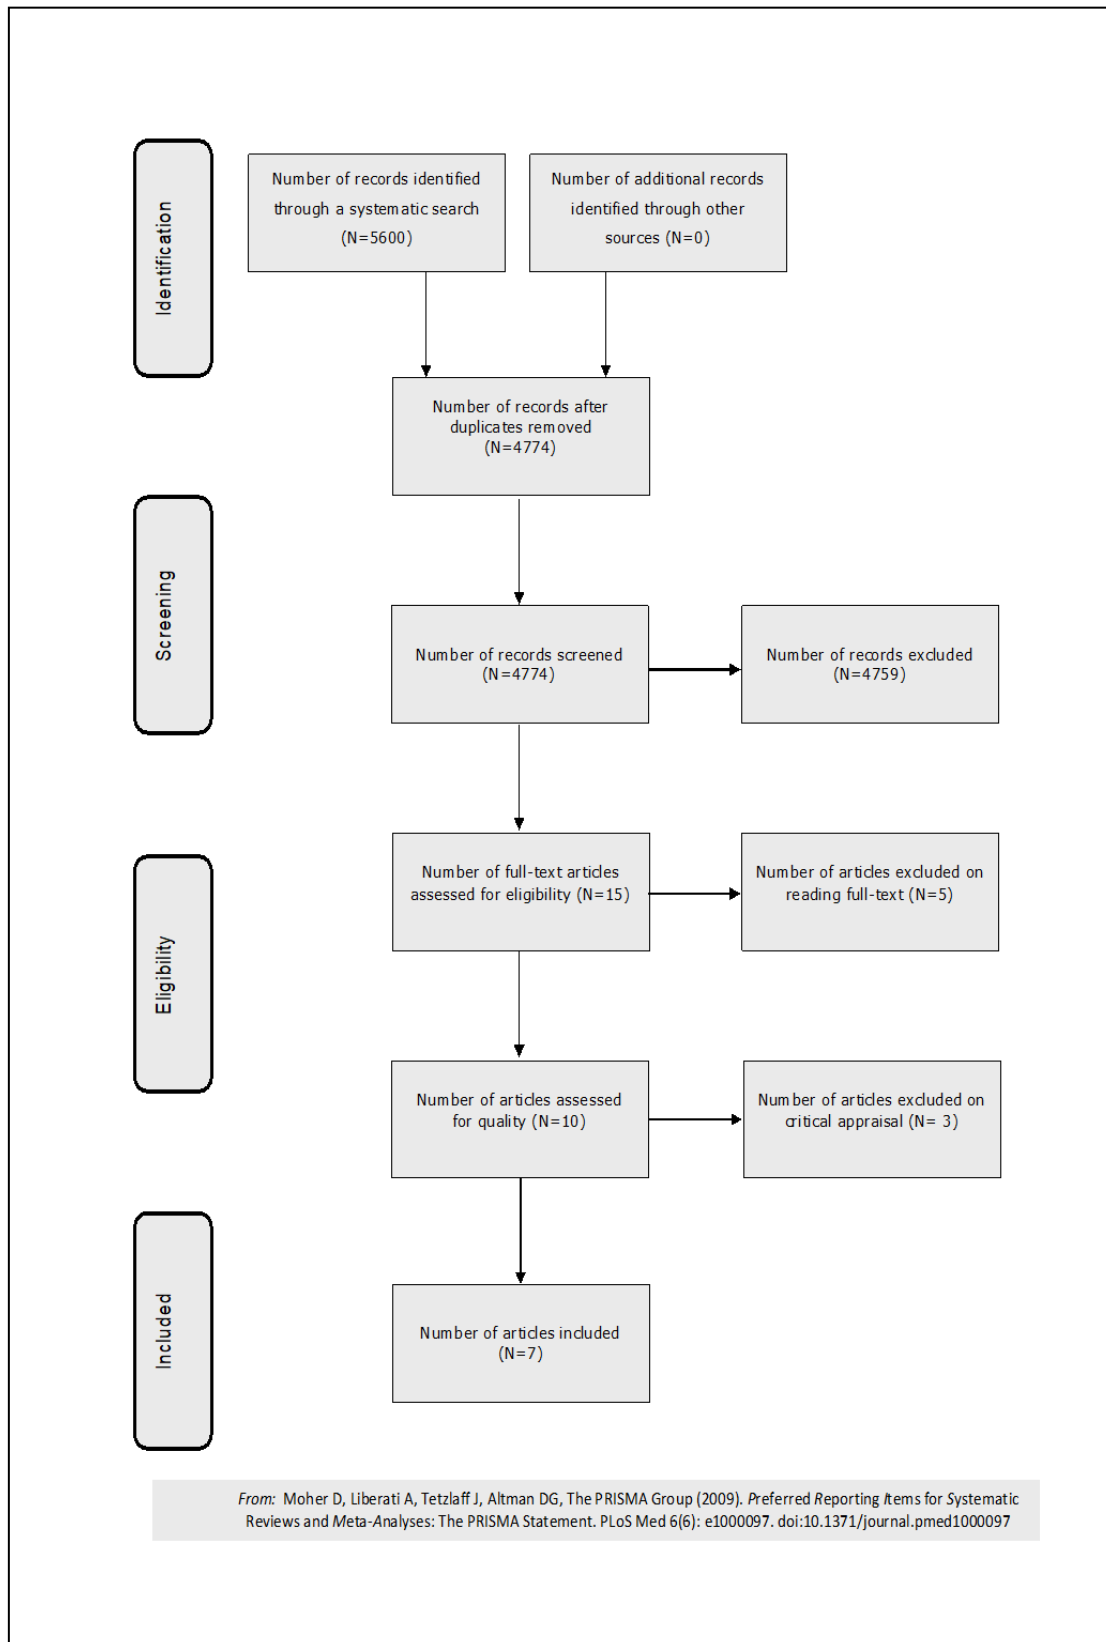 Identification
Number of records identified
through a systematic search
(N=5600)
Number of additional records
identified through other
sources (N=0)
Number of records after
duplicates removed
(N=4774)
Screening
Number of records screened
(N=4774)
Number of records excluded
(N=4759)
Eligibility
Number of full-text articles
assessed for eligibility (N=15)
Number of articles excluded on
reading full-text (N=5)
Number of articles assessed
for quality (N=10)
Number of articles excluded on
critical appraisal (N= 3)
Included
Number of articles included
(N=7)
From: Moher D, Liberati A, Tetzlaff J, Altman DG, The PRISMA Group (2009). Preferred Reporting Items for Systematic
Reviews and Meta-Analyses: The PRISMA Statement. PLoS Med 6(6): e1000097. doi:10.1371/journal.pmed1000097